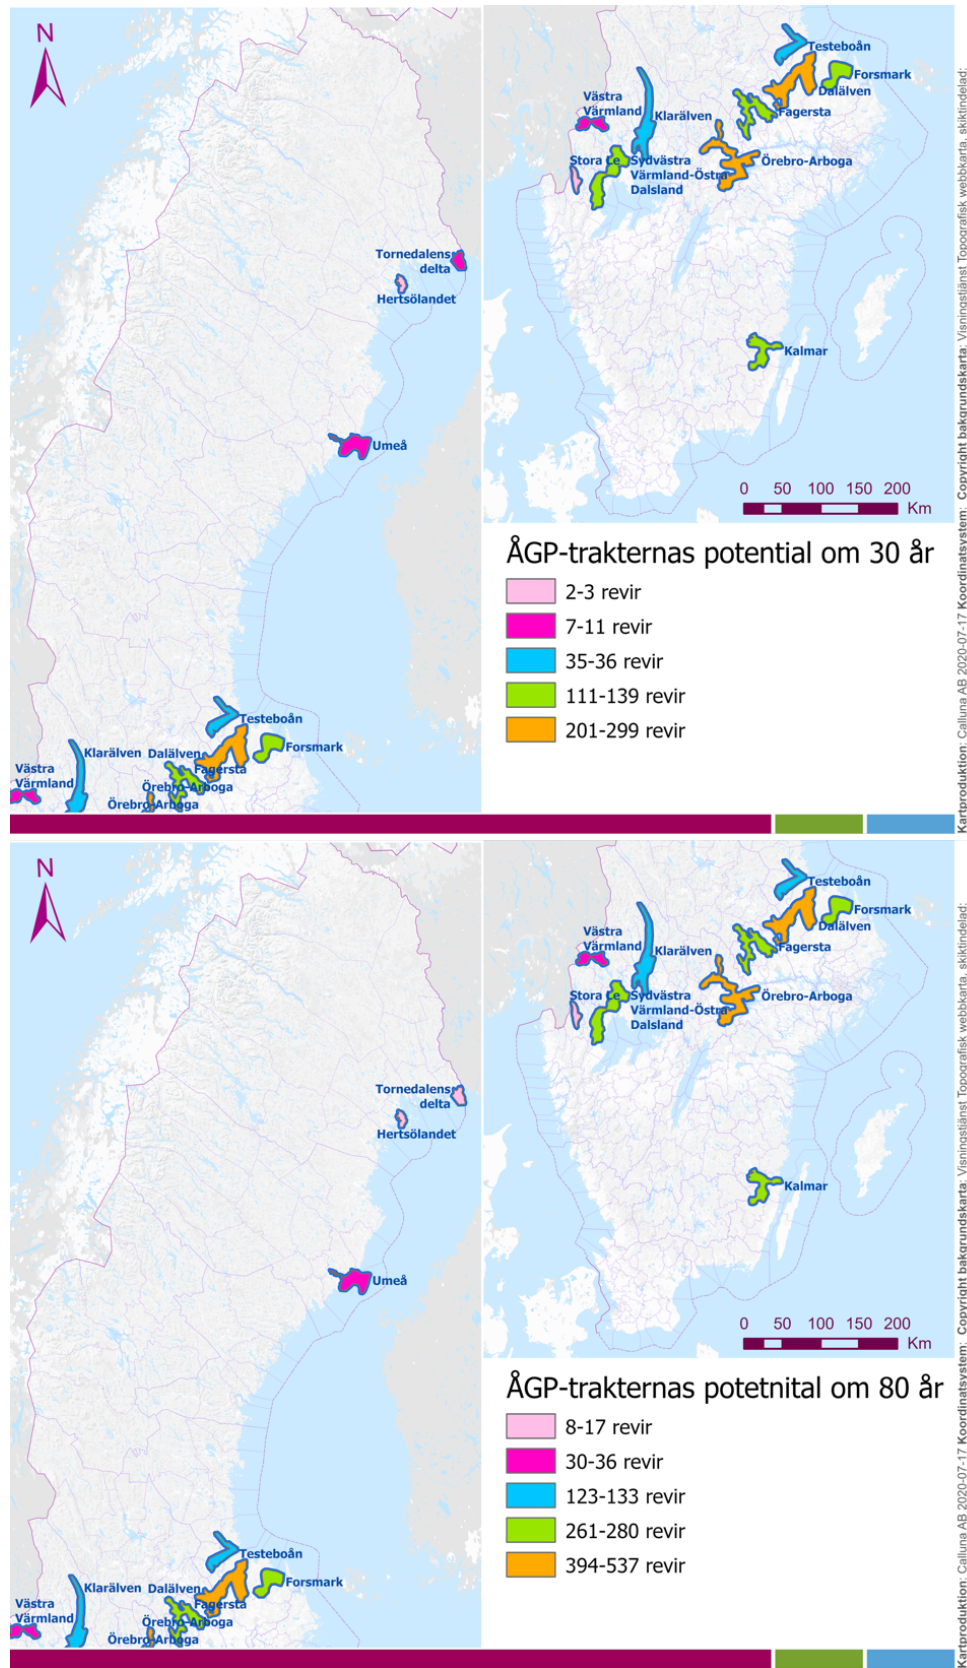 N
Tornedalens
delta
Hertsölandet
Umeå
Testeboån
Klarälven
Dalälven
Forsmark
Västra
Värmland
Fagersta
Örebro-Arboga
Örebro-Arboga
Testeboån
Forsmark
Dalälven
Västra
Värmland
Klarälven
Fagersta
Stora Le
Sydvästra
Värmland-Östra
Dalsland
Örebro-Arboga
Kalmar
0 50 100 150 200
Km
ÅGP-trakternas potential om 30 år
2-3 revir
7-11 revir
35-36 revir
111-139 revir
201-299 revir
Kartproduktion: Calluna AB 2020-07-17 Koordinatsystem: Copyright bakgrundskarta: Visningstjänst Topografisk webbkarta, skiktindelad:
N
Tornedalens
delta
Hertsölandet
Umeå
Testeboån
Klarälven
Dalälven
Forsmark
Västra
Värmland
Fagersta
Örebro-Arboga
Örebro-Arboga
Testeboån
Forsmark
Dalälven
Västra
Värmland
Klarälven
Fagersta
Stora Le
Sydvästra
Värmland-Östra
Dalsland
Örebro-Arboga
Kalmar
0 50 100 150 200
Km
ÅGP-trakternas potetnital om 80 år
8-17 revir
30-36 revir
123-133 revir
261-280 revir
394-537 revir
Kartproduktion: Calluna AB 2020-07-17 Koordinatsystem: Copyright bakgrundskarta: Visningstjänst Topografisk webbkarta, skiktindelad: